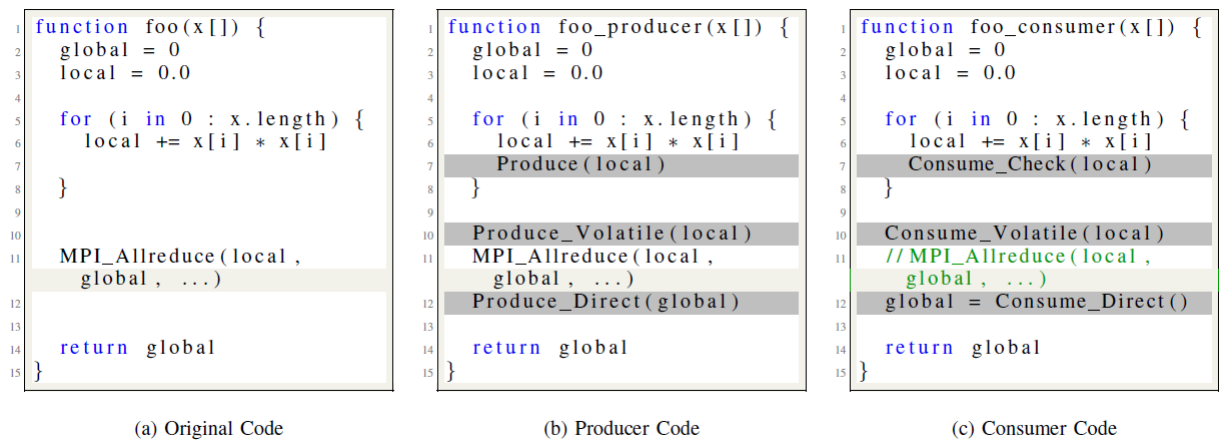 1 function foo(x[]) {
2 global = 0
3 local = 0.0
4
5 for (i in 0 : x.length) {
6 local += x[i] * x[i]
7
8 }
9
10
11 MPI_Allreduce(local,
global, ...)
12
13
14 return global
15 }
(a) Original Code
1 function foo_producer(x[]) {
2 global = 0
3 local = 0.0
4
5 for (i in 0 : x.length) {
6 local += x[i] * x[i]
7 Produce(local)
8 }
9
10 Produce_Volatile(local)
11 MPI_Allreduce(local,
global, ...)
12 Produce_Direct(global)
13
14 return global
15 }
(b) Producer Code
1 function foo_consumer(x[]) {
2 global = 0
3 local = 0.0
4
5 for (i in 0 : x.length) {
6 local += x[i] * x[i]
7 Consume_Check(local)
8 }
9
10 Consume_Volatile(local)
11 //MPI_Allreduce(local,
global, ...)
12 global = Consume_Direct()
13
14 return global
15 }
(c) Consumer Code